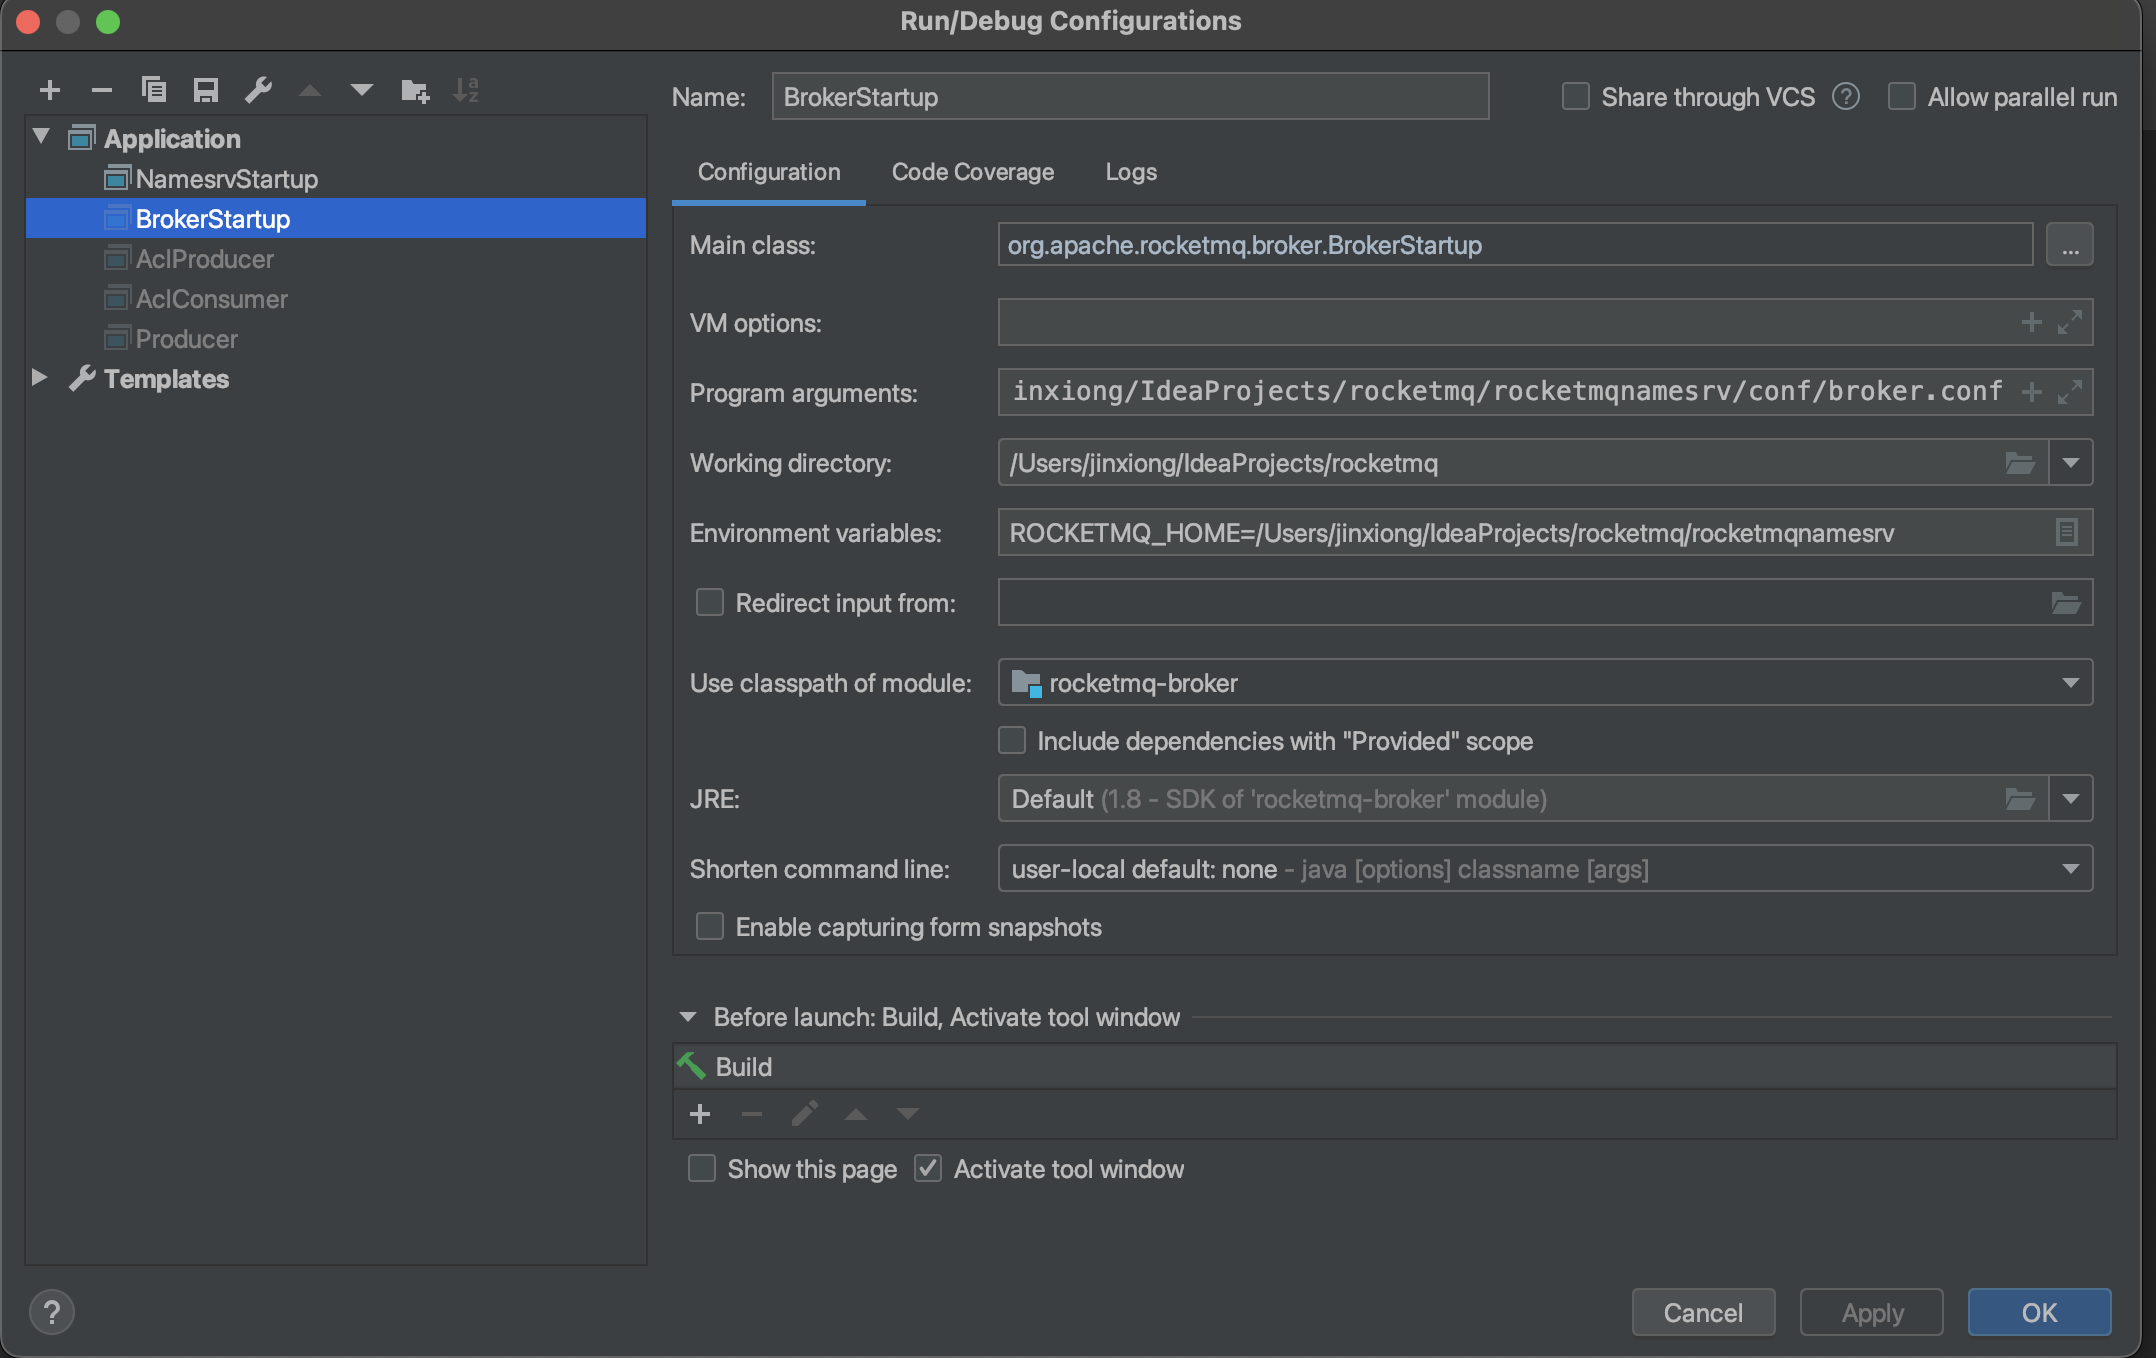 Run/Debug Configurations
Name: BrokerStartup Share through VCS ? Allow parallel run
Application
NamesrvStartup
BrokerStartup
AclProducer
AclConsumer
Producer
Templates
Configuration Code Coverage Logs
Main class: org.apache.rocketmq.broker.BrokerStartup ...
VM options:
Program arguments: inxiong/IdeaProjects/rocketmq/rocketmqnamesrv/conf/broker.conf
Working directory: /Users/jinxiong/IdeaProjects/rocketmq
Environment variables: ROCKETMQ_HOME=/Users/jinxiong/IdeaProjects/rocketmq/rocketmqnamesrv
Redirect input from:
Use classpath of module: rocketmq-broker
Include dependencies with "Provided" scope
JRE: Default (1.8 - SDK of 'rocketmq-broker' module)
Shorten command line: user-local default: none - java [options] classname [args]
Enable capturing form snapshots
Before launch: Build, Activate tool window
Build
Show this page Activate tool window
? Cancel Apply OK